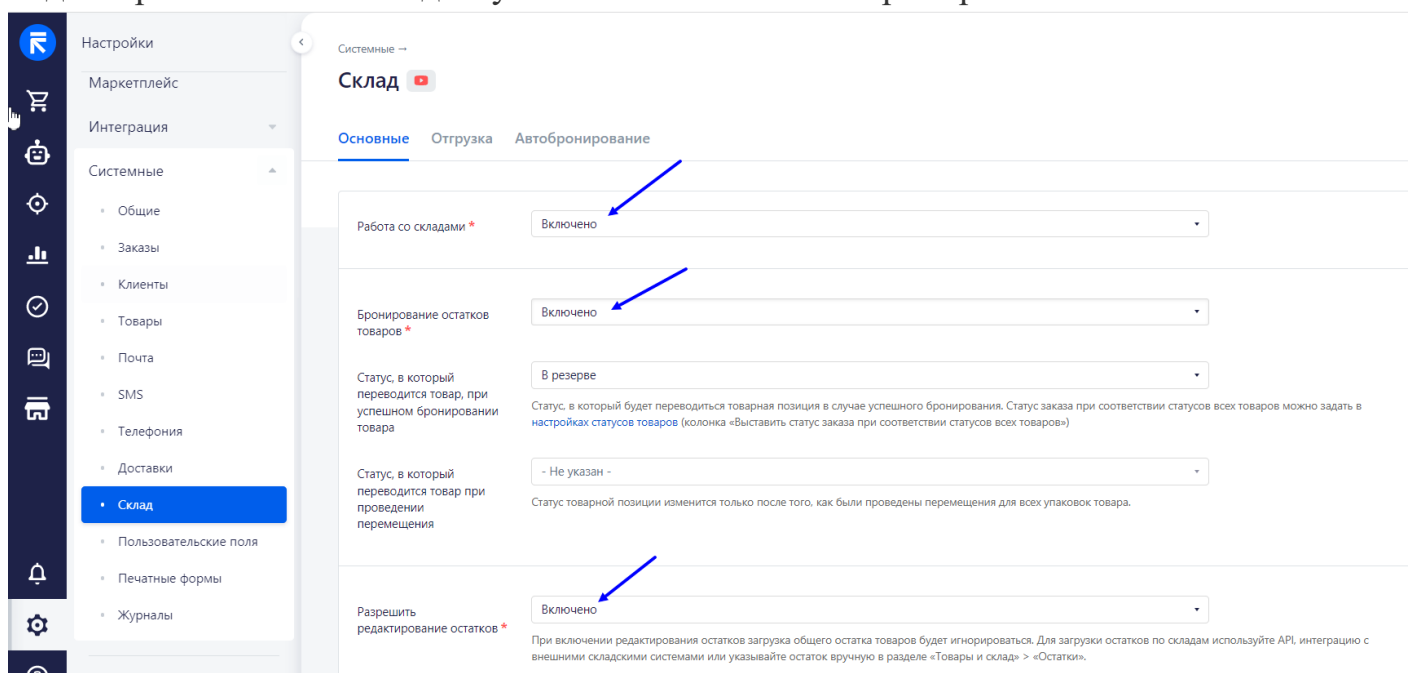 Настройки
Маркетплейс
Интеграция
Системные
Общие
Заказы
Клиенты
Товары
Почта
SMS
Телефония
Доставки
Склад
Пользовательские поля
Печатные формы
Журналы
Системные →
Склад
Основные Отгрузка Автобронирование
Работа со складами *
Включено
Бронирование остатков
товаров *
Включено
Статус, в который
переводится товар, при
успешном бронировании
товара
В резерве
Статус, в который будет переводиться товарная позиция в случае успешного бронирования. Статус заказа при соответствии статусов всех товаров можно задать в
настройках статусов товаров (колонка «Выставить статус заказа при соответствии статусов всех товаров»)
Статус, в который
переводится товар при
проведении
перемещения
- Не указан -
Статус товарной позиции изменится только после того, как были проведены перемещения для всех упаковок товара.
Разрешить
редактирование остатков *
Включено
При включении редактирования остатков загрузка общего остатка товаров будет игнорироваться. Для загрузки остатков по складам используйте API, интеграцию с
внешними складскими системами или указывайте остаток вручную в разделе «Товары и склад» > «Остатки».